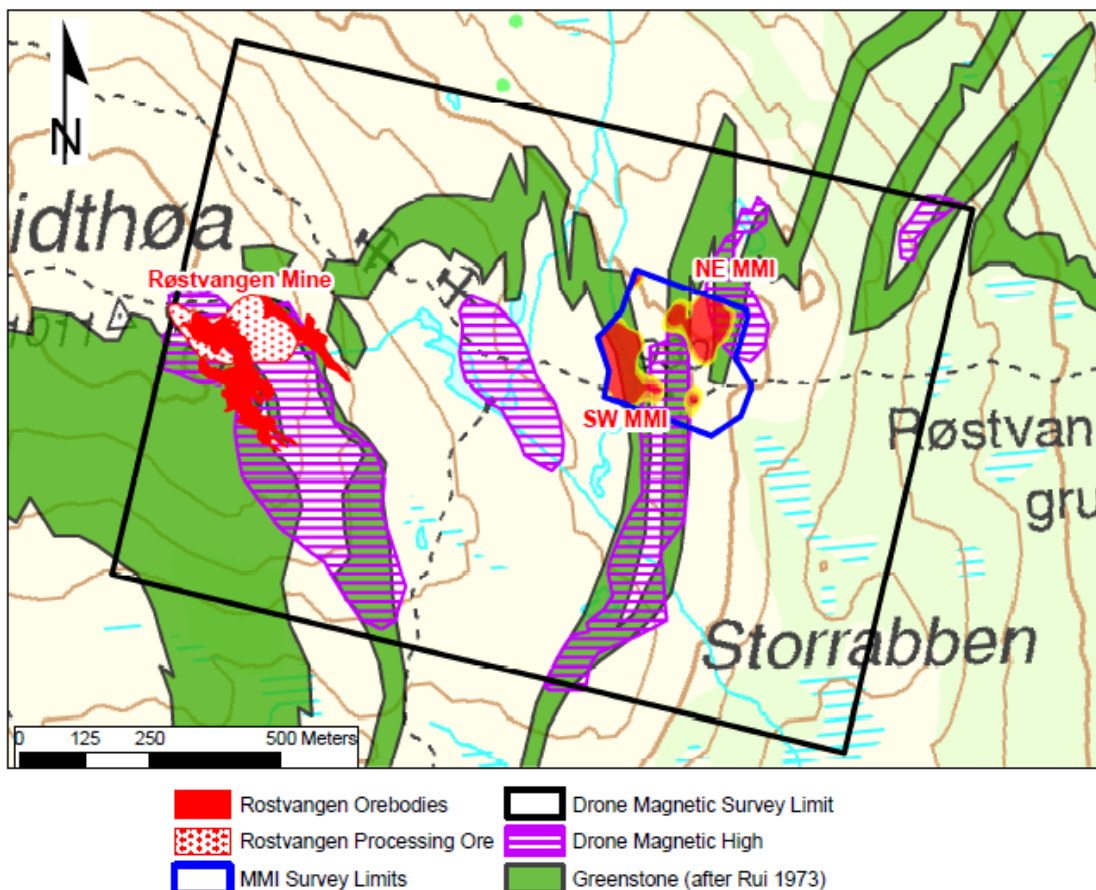 N
idthøa
Røstvangen Mine
NE MMI
1011
SW MMI
Røstvan
gru
Storrabben
0 125 250 500 Meters
Rostvangen Orebodies
Drone Magnetic Survey Limit
Rostvangen Processing Ore
Drone Magnetic High
MMI Survey Limits
Greenstone (after Rui 1973)